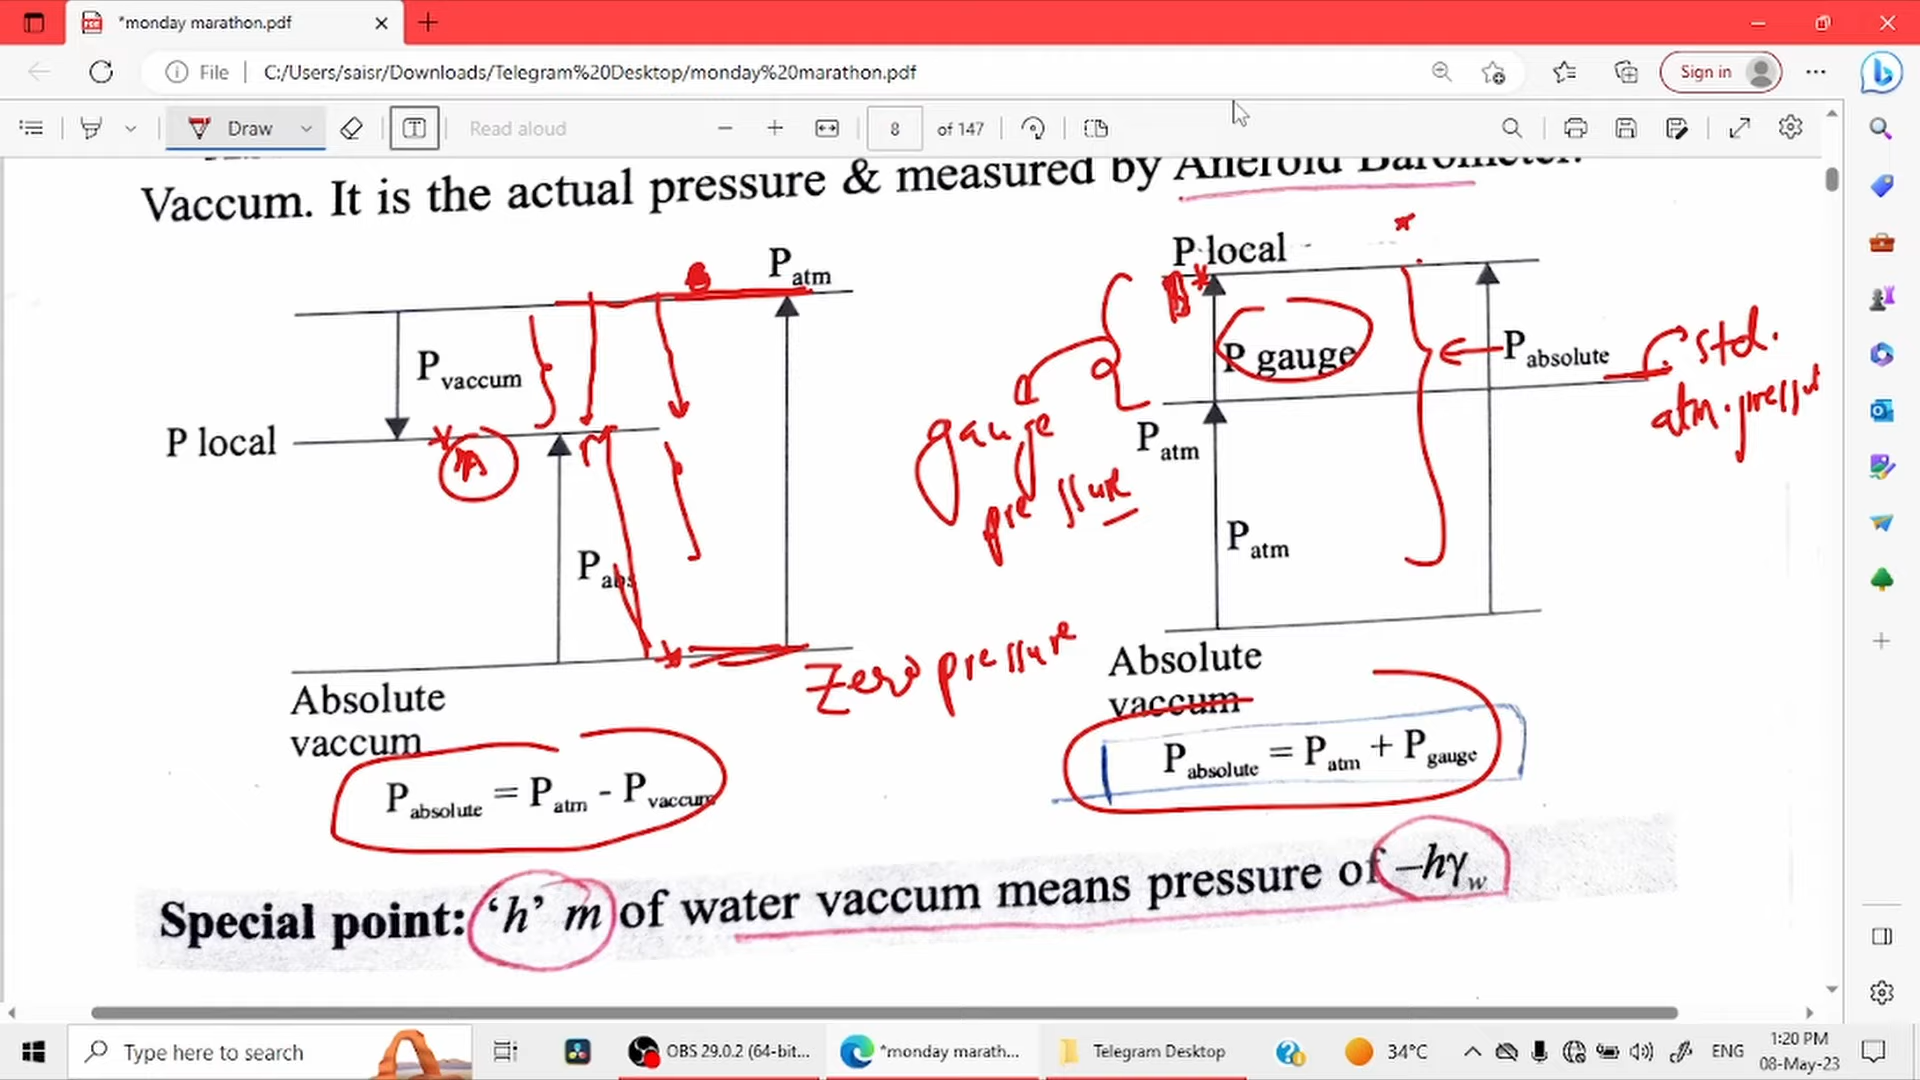 *monday marathon.pdf
File
C:/Users/saisr/Downloads/Telegram%20Desktop/monday%20marathon.pdf
Sign in
Draw
Read aloud
8
of 147
Vaccum. It is the actual pressure & measured by Aneroid Barometer.
P atm
P local
B
P vaccum
P gauge
P absolute
std.
atm. pressu
P local
A
gauge
pressure
P atm
P abs
P atm
Zero pressure
Absolute
vaccum
Absolute
vaccum
P absolute = P atm + P gauge
P absolute = P atm - P vaccum
Special point: ‘h’ m of water vaccum means pressure of –hγw
Type here to search
OBS 29.0.2 (64-bit...
*monday marath...
Telegram Desktop
34°C
ENG
1:20 PM
08-May-23